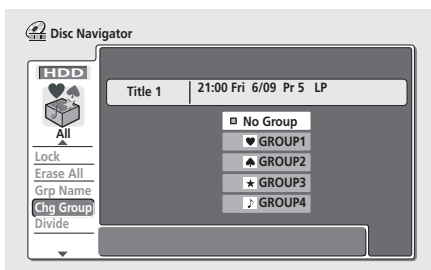 Disc Navigator
HDD
All
Lock
Erase All
Grp Name
Chg Group
Divide
Title 1
21:00 Fri 6/09 Pr 5 LP
No Group
GROUP1
GROUP2
GROUP3
GROUP4